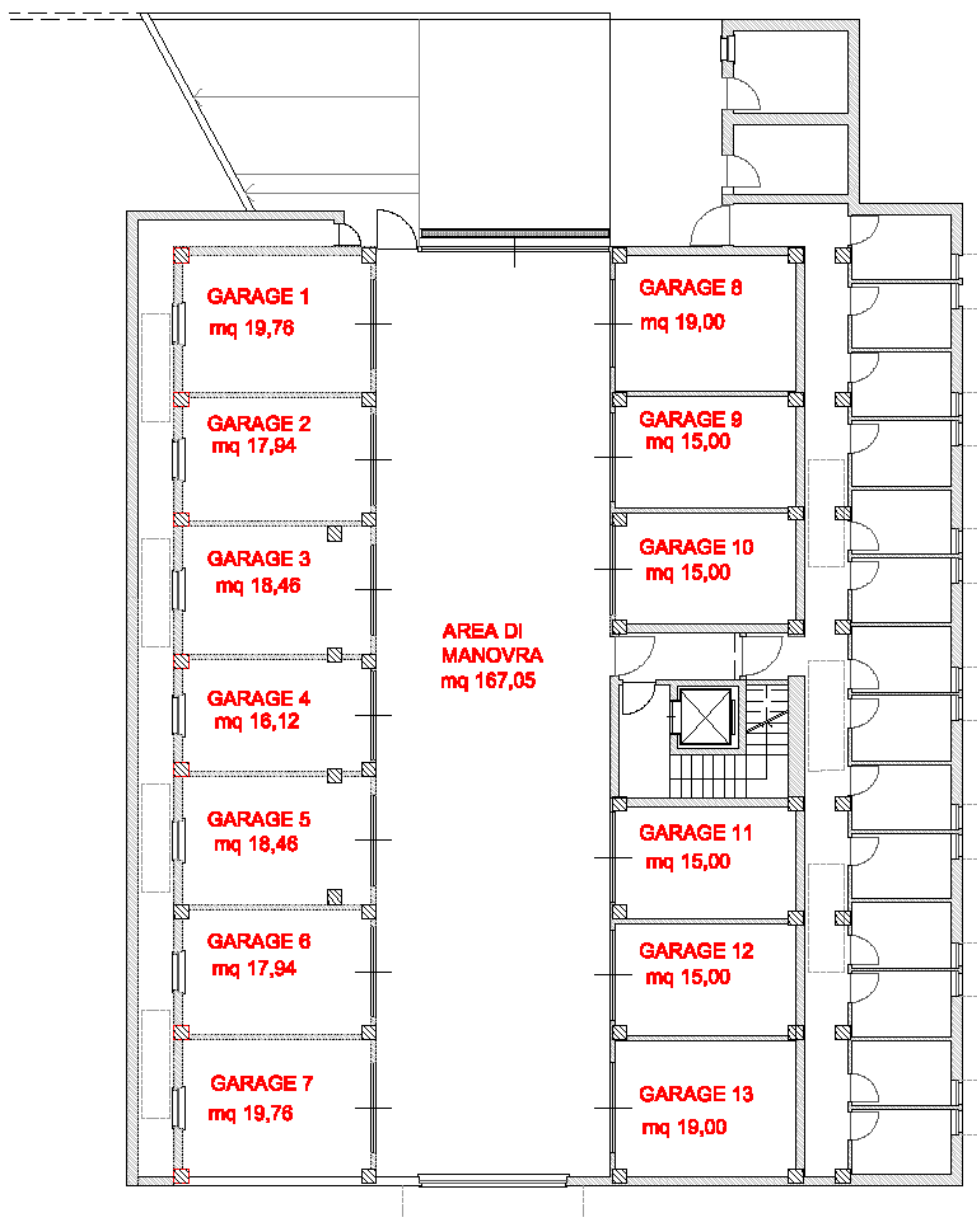 GARAGE 1
mq 19,76
GARAGE 2
mq 17,94
GARAGE 3
mq 18,46
GARAGE 4
mq 16,12
GARAGE 5
mq 18,46
GARAGE 6
mq 17,94
GARAGE 7
mq 19,76
AREA DI
MANOVRA
mq 167,05
GARAGE 8
mq 19,00
GARAGE 9
mq 15,00
GARAGE 10
mq 15,00
GARAGE 11
mq 15,00
GARAGE 12
mq 15,00
GARAGE 13
mq 19,00